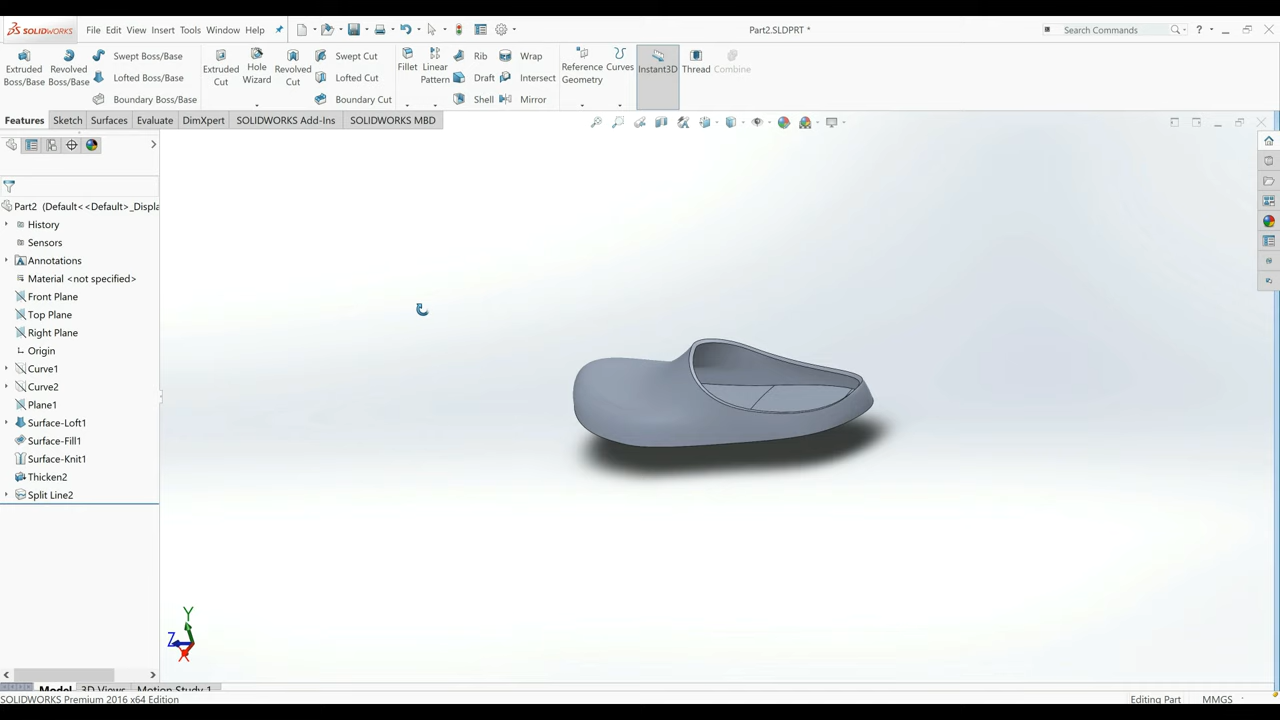 SOLIDWORKS File Edit View Insert Tools Window Help Part2.SLDPRT * Search Commands ?
Extruded Boss/Base Revolved Boss/Base Swept Boss/Base Lofted Boss/Base Boundary Boss/Base Extruded Cut Hole Wizard Revolved Cut Swept Cut Lofted Cut Boundary Cut Fillet Linear Pattern Rib Draft Shell Wrap Intersect Mirror Reference Geometry Curves Instant3D Thread Combine
Features Sketch Surfaces Evaluate DimXpert SOLIDWORKS Add-Ins SOLIDWORKS MBD
Part2 (Default<<Default>_Displa
History
Sensors
Annotations
Material <not specified>
Front Plane
Top Plane
Right Plane
Origin
Curve1
Curve2
Plane1
Surface-Loft1
Surface-Fill1
Surface-Knit1
Thicken2
Split Line2
Y
Z
X
Model 3D Views Motion Study 1
SOLIDWORKS Premium 2016 x64 Edition Editing Part MMGS